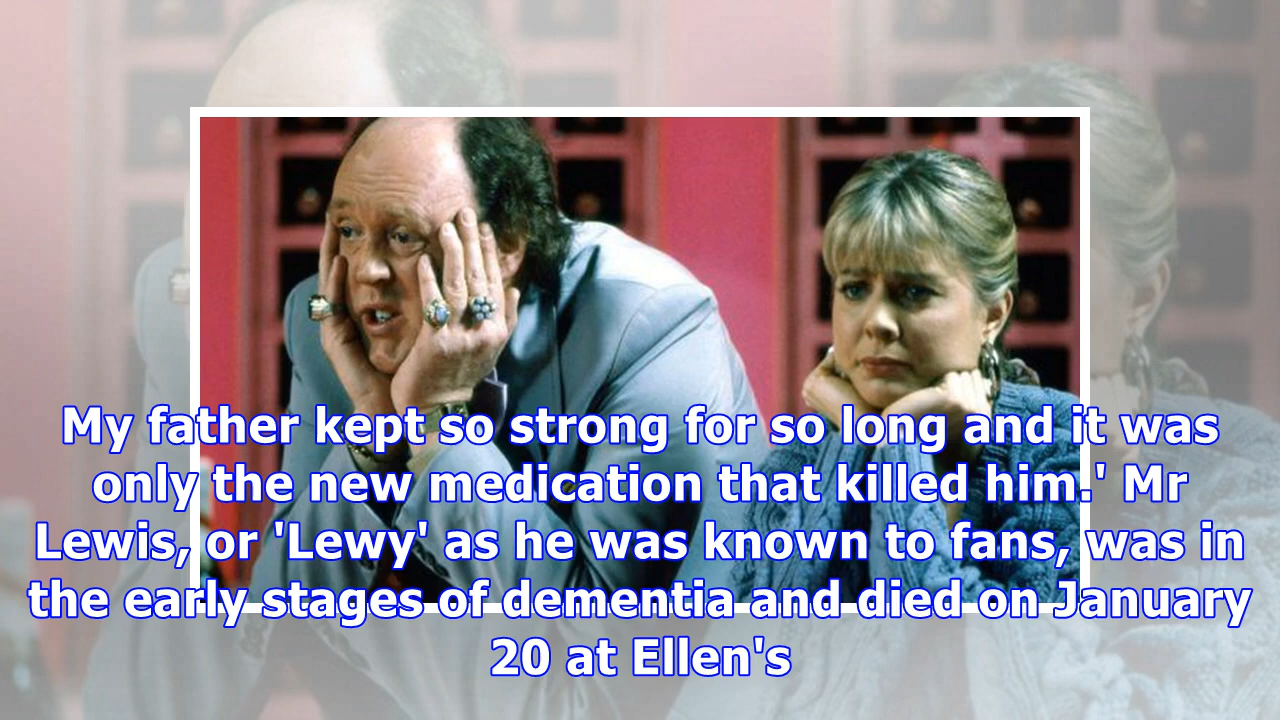 My father kept so strong for so long and it was
only the new medication that killed him.' Mr
Lewis, or 'Lewy' as he was known to fans, was in
the early stages of dementia and died on January
20 at Ellen's